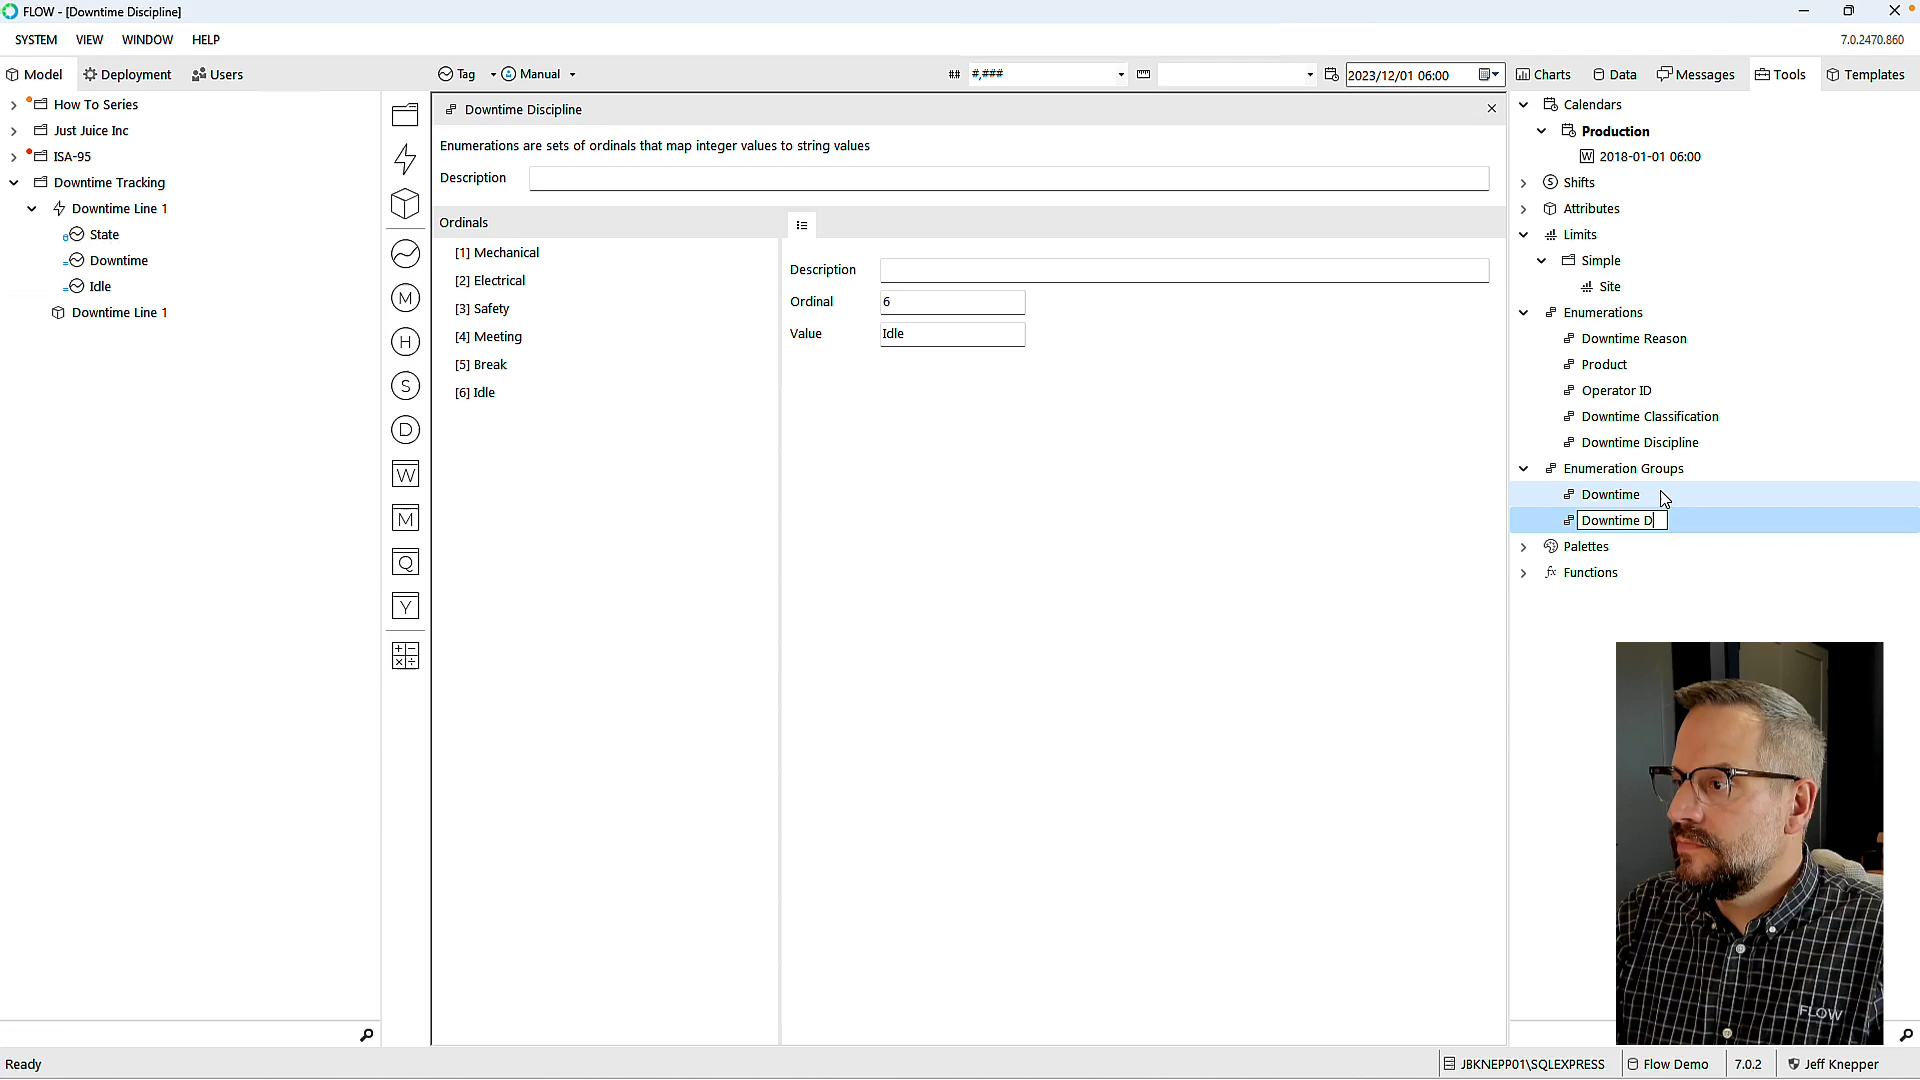 FLOW - [Downtime Discipline]
SYSTEM VIEW WINDOW HELP
7.0.2470.860
Model Deployment Users
Tag Manual
## #,###
2023/12/01 06:00
Charts Data Messages Tools Templates
How To Series
Just Juice Inc
ISA-95
Downtime Tracking
Downtime Line 1
State
Downtime
Idle
Downtime Line 1
M
H
S
D
W
M
Q
Y
Downtime Discipline
Enumerations are sets of ordinals that map integer values to string values
Description
Ordinals
[1] Mechanical
[2] Electrical
[3] Safety
[4] Meeting
[5] Break
[6] Idle
Description
Ordinal 6
Value Idle
Calendars
Production
W 2018-01-01 06:00
S Shifts
Attributes
Limits
Simple
Site
Enumerations
Downtime Reason
Product
Operator ID
Downtime Classification
Downtime Discipline
Enumeration Groups
Downtime
Downtime D
Palettes
fx Functions
FLOW
Ready
JBKNEPP01\SQLEXPRESS Flow Demo 7.0.2 Jeff Knepper